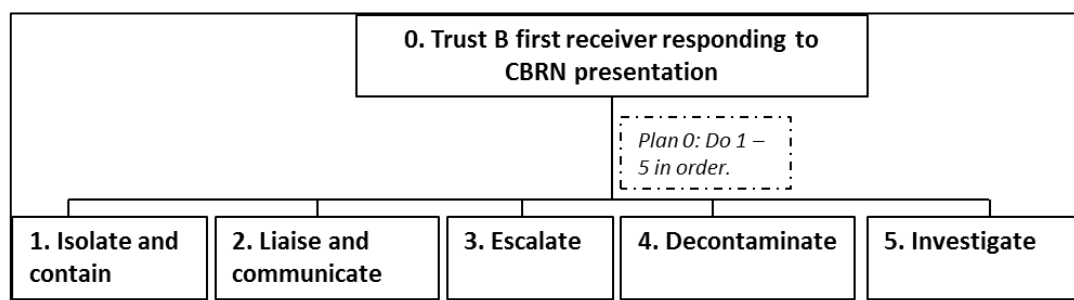 0. Trust B first receiver responding to
CBRN presentation
Plan 0: Do 1 –
5 in order.
1. Isolate and
contain
2. Liaise and
communicate
3. Escalate
4. Decontaminate
5. Investigate